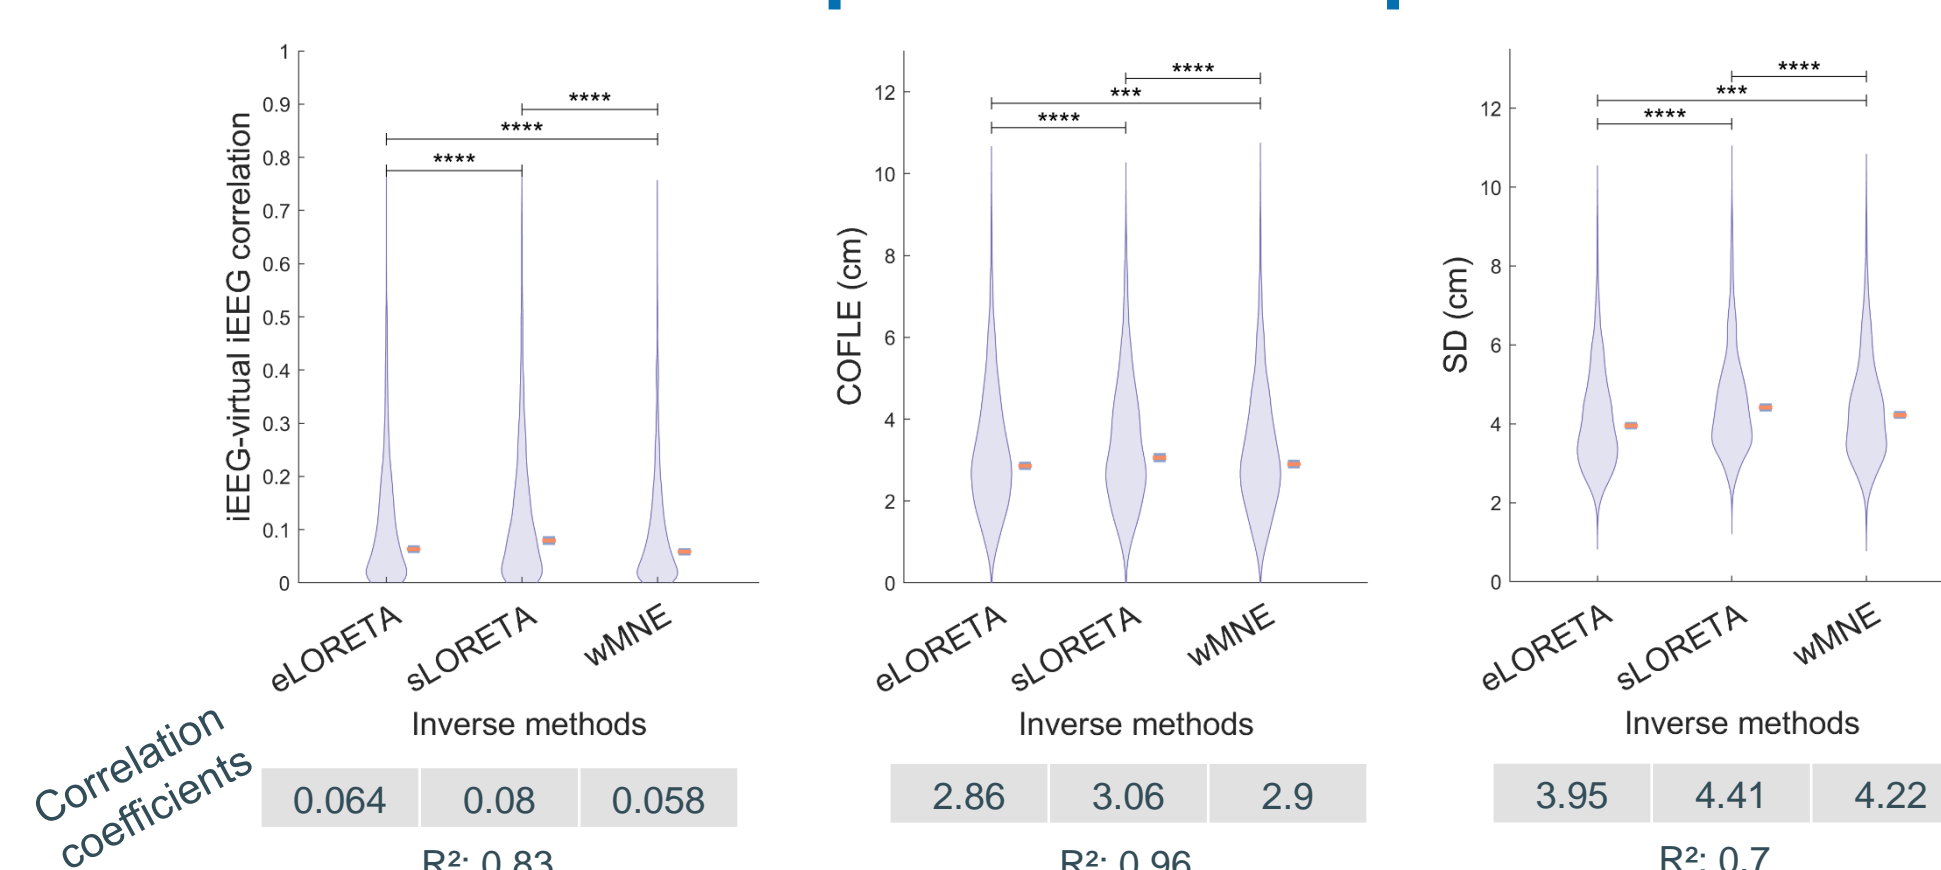 iEEG-virtual iEEG correlation
1
0.9
0.8
0.7
0.6
0.5
0.4
0.3
0.2
0.1
0
****
****
****
eLORETA
sLORETA
wMNE
Inverse methods
COFLE (cm)
12
10
8
6
4
2
0
****
***
****
eLORETA
sLORETA
wMNE
Inverse methods
SD (cm)
12
10
8
6
4
2
0
****
***
****
eLORETA
sLORETA
wMNE
Inverse methods
Correlation
coefficients
0.064 0.08 0.058
2.86 3.06 2.9
3.95 4.41 4.22
R²: 0.83
R²: 0.96
R²: 0.7